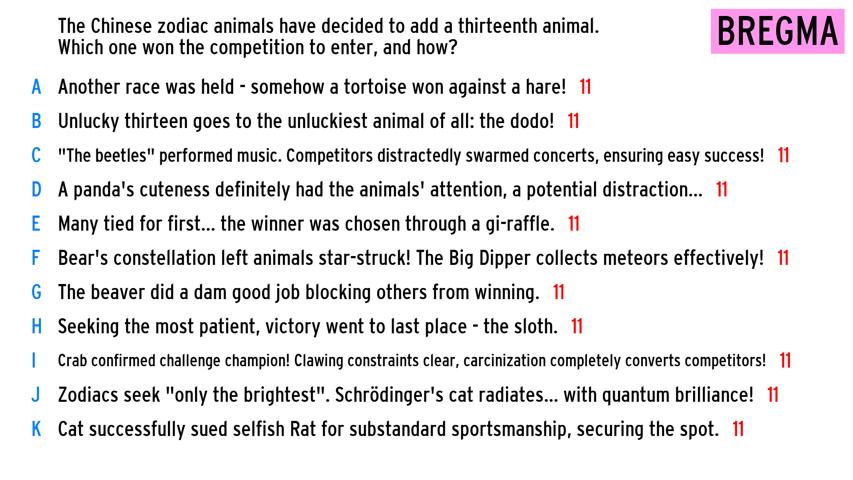 The Chinese zodiac animals have decided to add a thirteenth animal.
Which one won the competition to enter, and how?
BREGMA
A Another race was held - somehow a tortoise won against a hare! 11
B Unlucky thirteen goes to the unluckiest animal of all: the dodo! 11
C "The beetles" performed music. Competitors distractedly swarmed concerts, ensuring easy success! 11
D A panda's cuteness definitely had the animals' attention, a potential distraction... 11
E Many tied for first... the winner was chosen through a gi-raffle. 11
F Bear's constellation left animals star-struck! The Big Dipper collects meteors effectively! 11
G The beaver did a dam good job blocking others from winning. 11
H Seeking the most patient, victory went to last place - the sloth. 11
I Crab confirmed challenge champion! Clawing constraints clear, carcinization completely converts competitors! 11
J Zodiacs seek "only the brightest". Schrödinger's cat radiates... with quantum brilliance! 11
K Cat successfully sued selfish Rat for substandard sportsmanship, securing the spot. 11